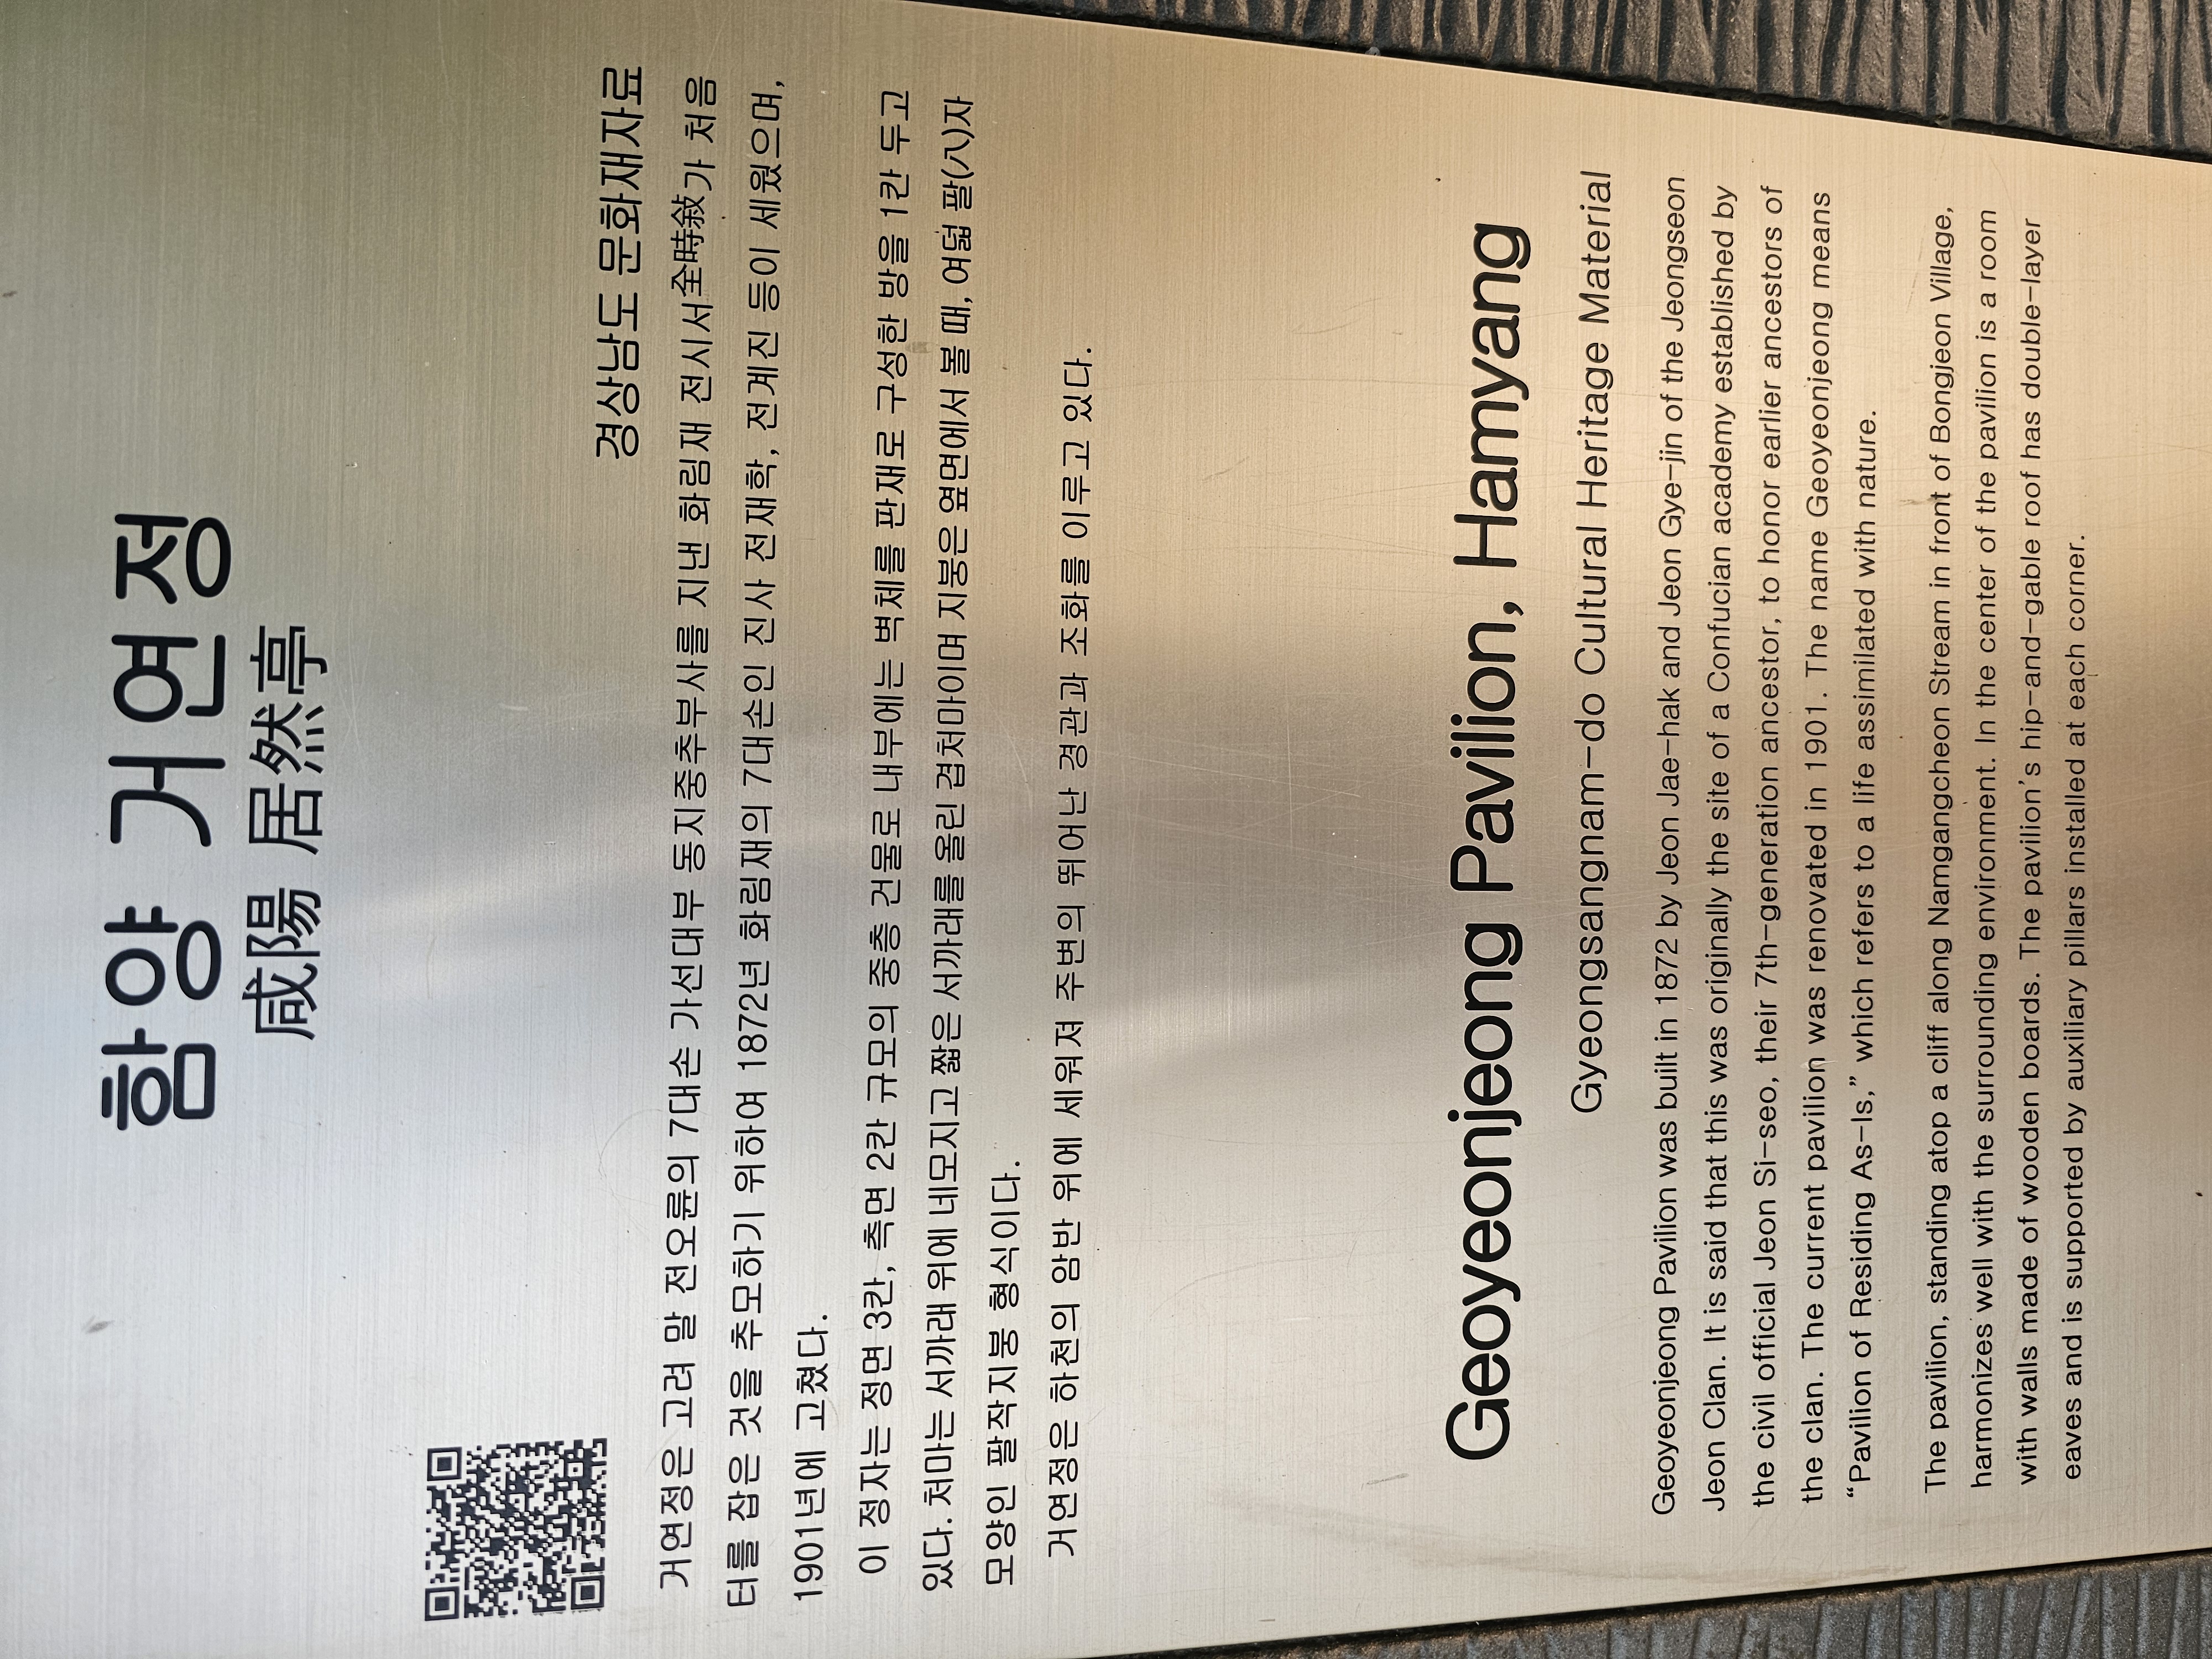 함양 거연정
咸陽 居然亭
경상남도 문화재자료
거연정은 고려 말 전오륜의 7대손 가선대부 동지중추부사를 지낸 화림재 전시서全時敍가 처음
터를 잡은 것을 추모하기 위하여 1872년 화림재의 7대손인 진사 전재학, 전계진 등이 세웠으며,
1901년에 고쳤다.
이 정자는 정면 3칸, 측면 2칸 규모의 중층 건물로 내부에는 벽체를 판재로 구성한 방을 1칸 두고
있다. 처마는 서까래 위에 네모지고 짧은 서까래를 올린 겹처마이며 지붕은 옆면에서 볼 때, 여덟 팔(八)자
모양인 팔작지붕 형식이다.
거연정은 하천의 암반 위에 세워져 주변의 뛰어난 경관과 조화를 이루고 있다.
Geoyeonjeong Pavilion, Hamyang
Gyeongsangnam-do Cultural Heritage Material
Geoyeonjeong Pavilion was built in 1872 by Jeon Jae-hak and Jeon Gye-jin of the Jeongseon
Jeon Clan. It is said that this was originally the site of a Confucian academy established by
the civil official Jeon Si-seo, their 7th-generation ancestor, to honor earlier ancestors of
the clan. The current pavilion was renovated in 1901. The name Geoyeonjeong means
“Pavilion of Residing As-Is,” which refers to a life assimilated with nature.
The pavilion, standing atop a cliff along Namgangcheon Stream in front of Bongjeon Village,
harmonizes well with the surrounding environment. In the center of the pavilion is a room
with walls made of wooden boards. The pavilion's hip-and-gable roof has double-layer
eaves and is supported by auxiliary pillars installed at each corner.